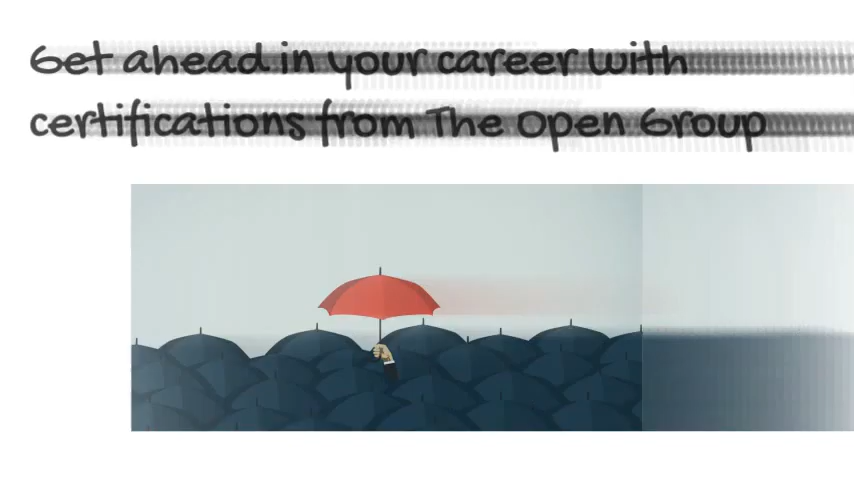 Get ahead in your career with
certifications from The Open Group